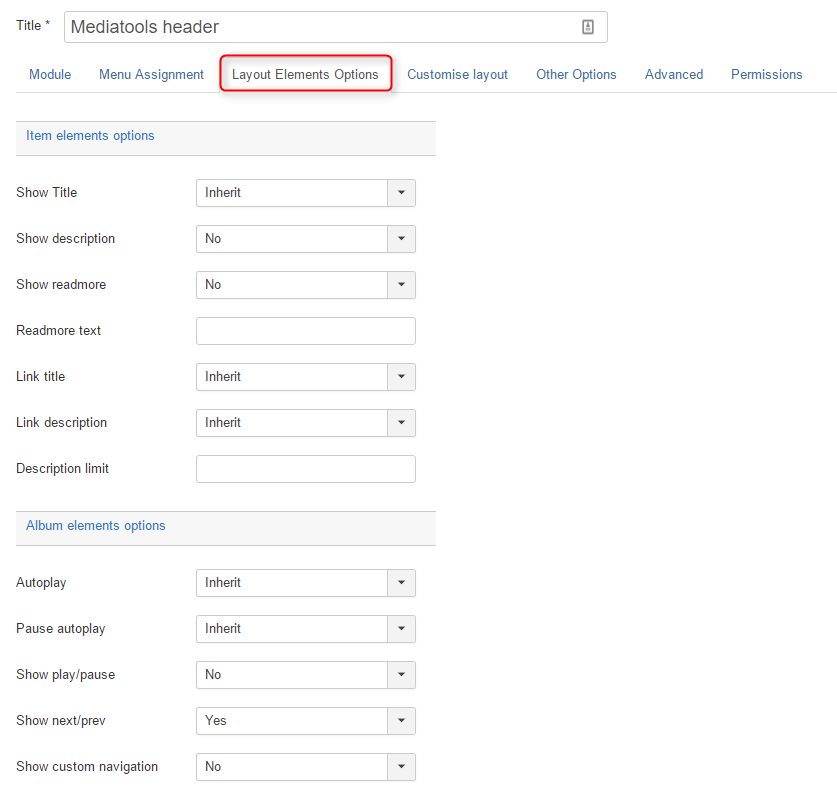 Title * Mediatools header
Module Menu Assignment Layout Elements Options Customise layout Other Options Advanced Permissions
Item elements options
Show Title Inherit
Show description No
Show readmore No
Readmore text
Link title Inherit
Link description Inherit
Description limit
Album elements options
Autoplay Inherit
Pause autoplay Inherit
Show play/pause No
Show next/prev Yes
Show custom navigation No